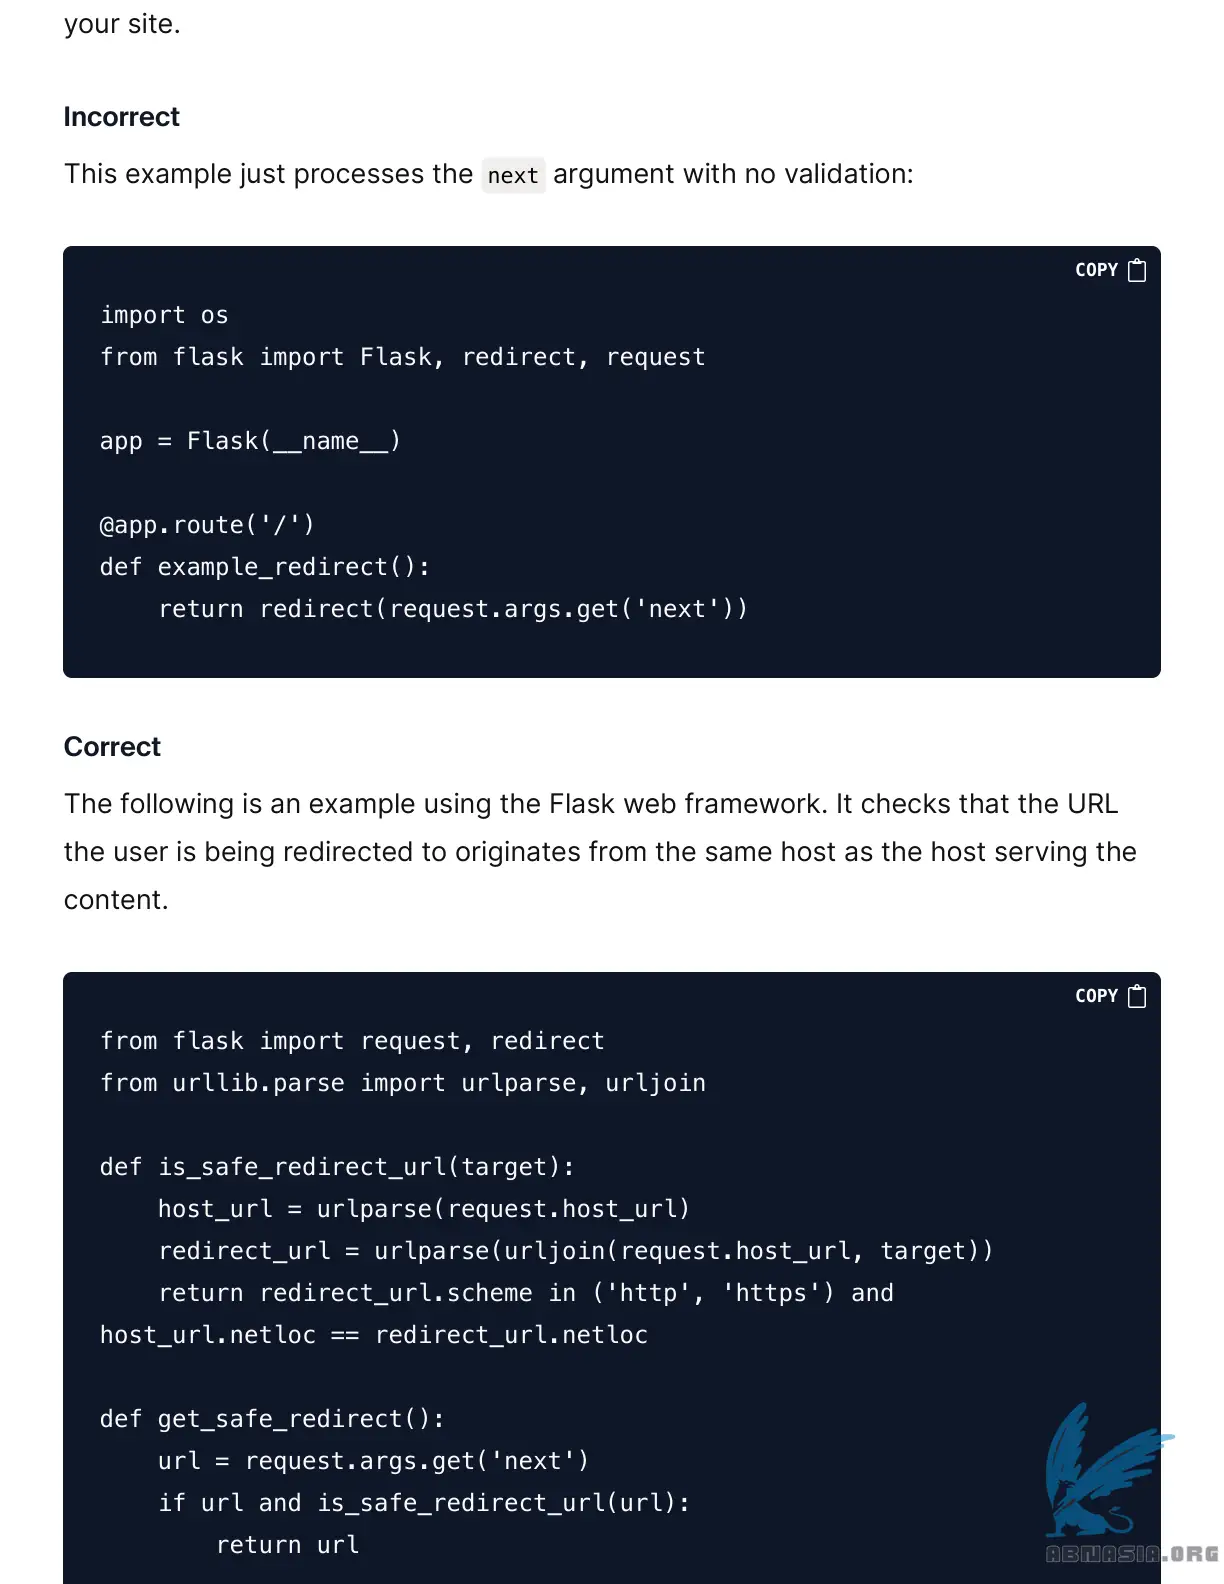 your site.
Incorrect
This example just processes the next argument with no validation:
COPY
import os
from flask import Flask, redirect, request
app = Flask(__name__)
@app.route('/')
def example_redirect():
    return redirect(request.args.get('next'))
Correct
The following is an example using the Flask web framework. It checks that the URL
the user is being redirected to originates from the same host as the host serving the
content.
COPY
from flask import request, redirect
from urllib.parse import urlparse, urljoin
def is_safe_redirect_url(target):
    host_url = urlparse(request.host_url)
    redirect_url = urlparse(urljoin(request.host_url, target))
    return redirect_url.scheme in ('http', 'https') and
host_url.netloc == redirect_url.netloc
def get_safe_redirect():
    url = request.args.get('next')
    if url and is_safe_redirect_url(url):
        return url
ABNASIA.ORG